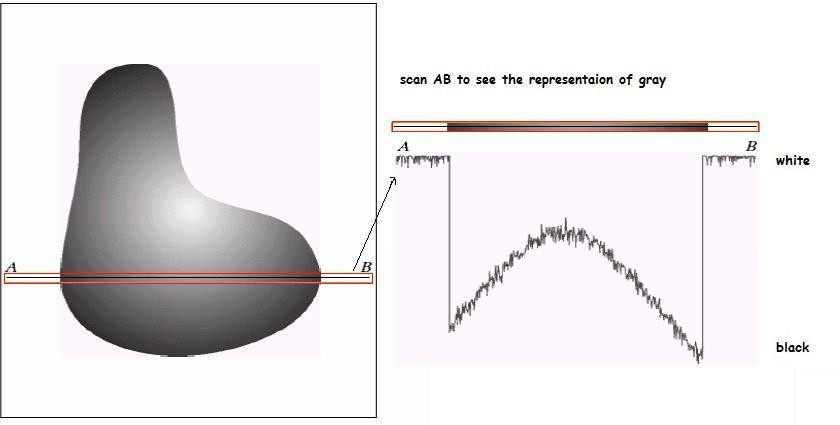 scan AB to see the representaion of gray
A
B
white
A
B
black